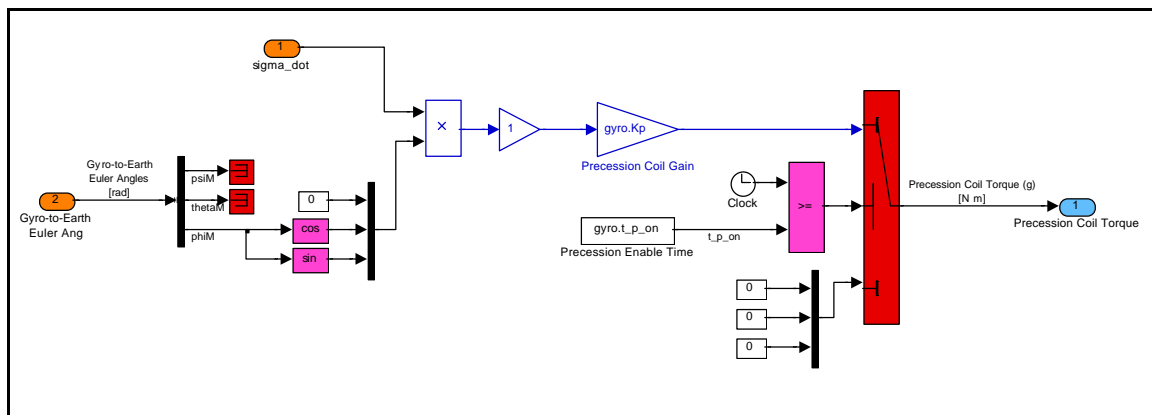 1
sigma_dot
×
1
gyro.Kp
Precession Coil Gain
Gyro-to-Earth
Euler Angles
[rad]
psiM
thetaM
phiM
2
Gyro-to-Earth
Euler Ang
0
cos
sin
Clock
>=
gyro.t_p_on
t_p_on
Precession Enable Time
0
0
0
Precession Coil Torque (g)
[N m]
1
Precession Coil Torque